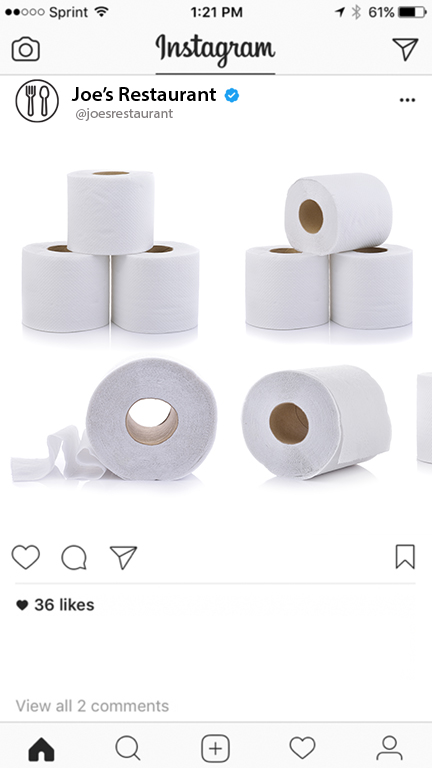 Sprint 1:21 PM 61%
Instagram
Joe's Restaurant
@joesrestaurant
36 likes
View all 2 comments